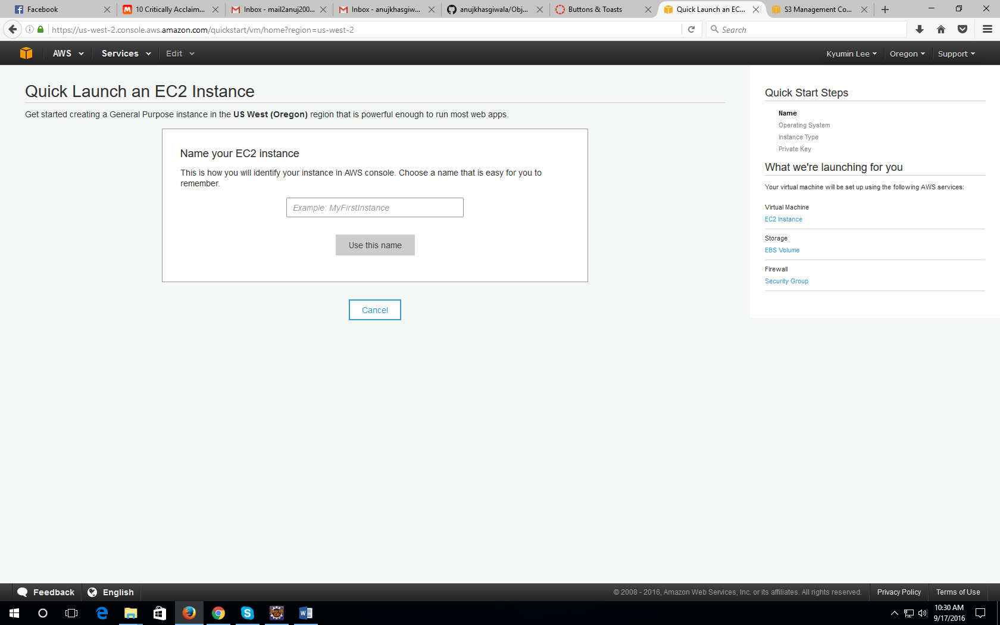 Facebook
10 Critically Acclaim...
Inbox - mail2anuj200...
Inbox - anujkhasgiw...
anujkhasgiwala/Obj...
Buttons & Toasts
Quick Launch an EC...
S3 Management Co...
https://us-west-2.console.aws.amazon.com/quickstart/vm/home?region=us-west-2
Search
AWS
Services
Edit
Kyumin Lee
Oregon
Support
Quick Launch an EC2 Instance
Get started creating a General Purpose instance in the US West (Oregon) region that is powerful enough to run most web apps.
Name your EC2 instance
This is how you will identify your instance in AWS console. Choose a name that is easy for you to
remember.
Example: MyFirstInstance
Use this name
Cancel
Quick Start Steps
Name
Operating System
Instance Type
Private Key
What we're launching for you
Your virtual machine will be set up using the following AWS services:
Virtual Machine
EC2 Instance
Storage
EBS Volume
Firewall
Security Group
Feedback
English
© 2008 - 2016, Amazon Web Services, Inc. or its affiliates. All rights reserved.
Privacy Policy
Terms of Use
10:30 AM
9/17/2016